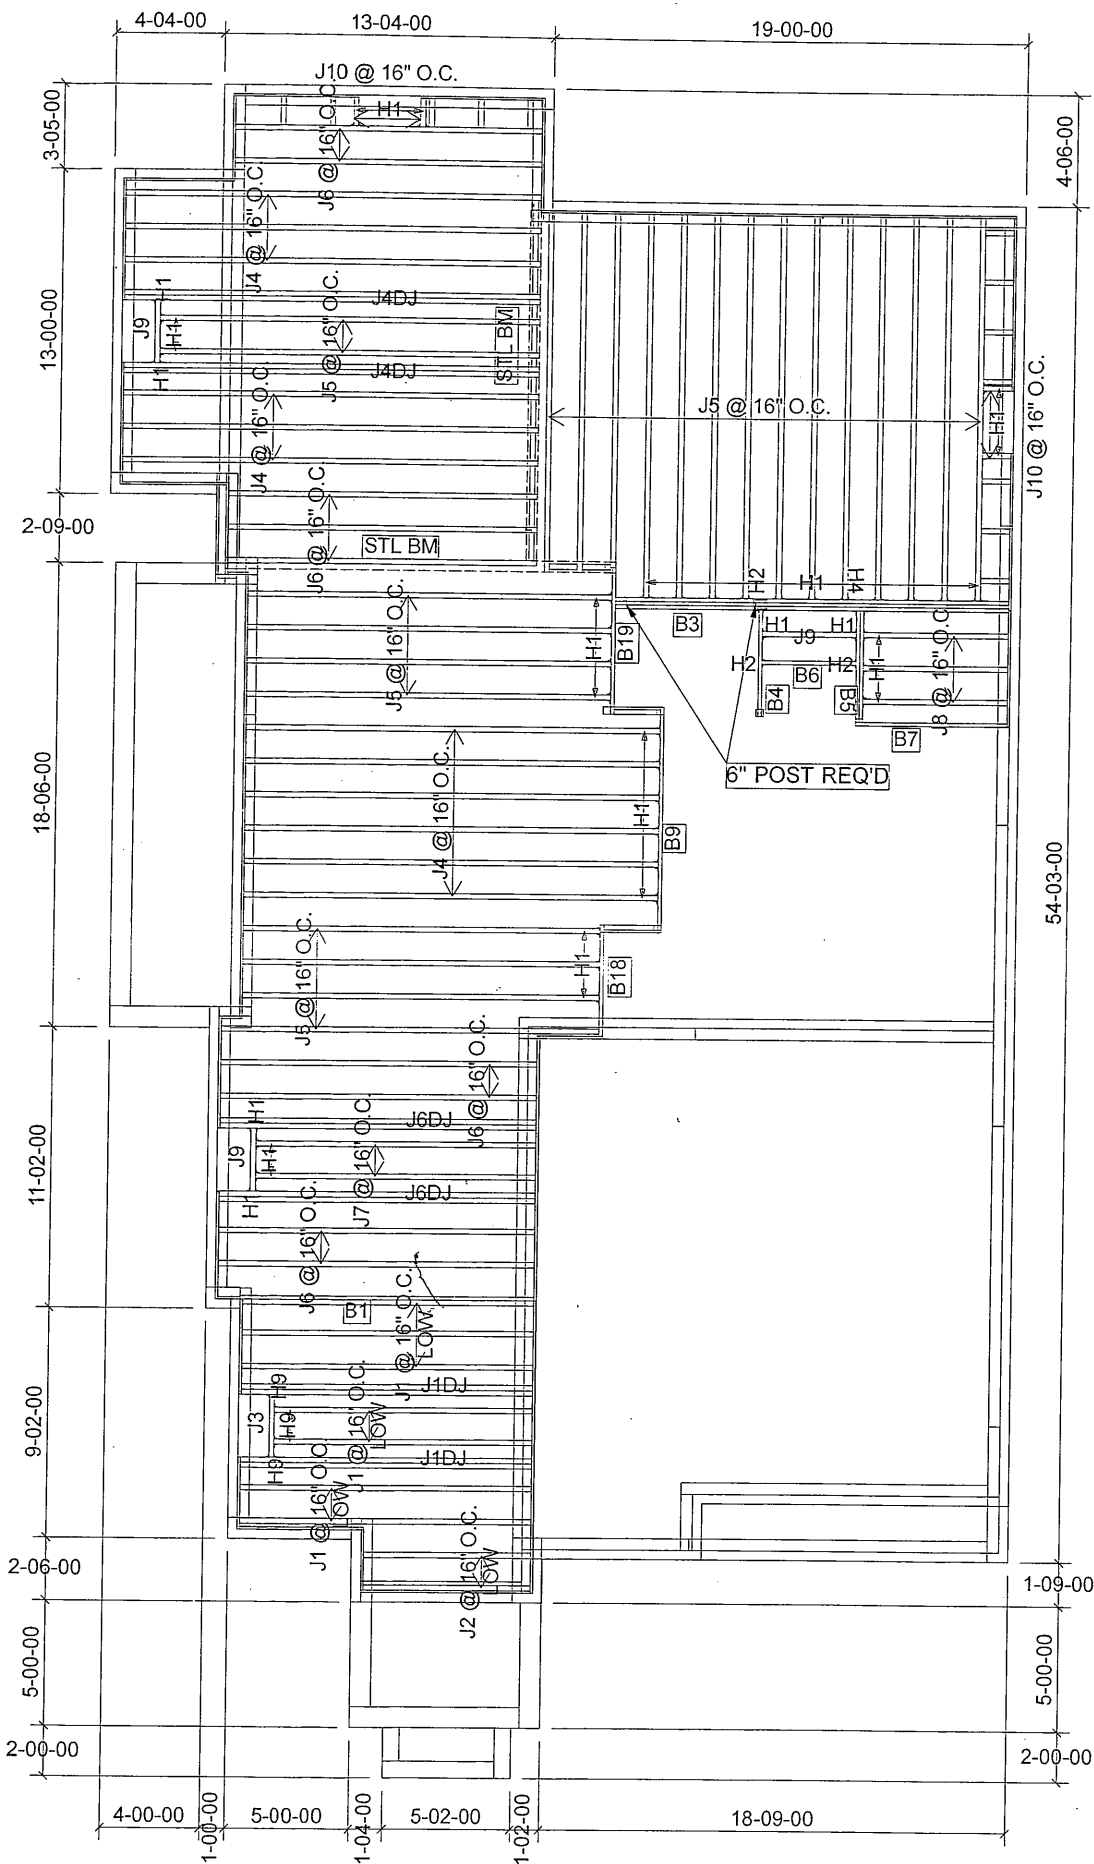 4-04-00
13-04-00
19-00-00
J10 @ 16" O.C.
3-05-00
4-06-00
H1
J6 @ 16" O.C.
J4 @ 16" O.C.
13-00-00
H1
J4DJ
J9
H1
J5 @ 16" O.C.
STL BM
H1
J4DJ
J5 @ 16" O.C.
H1
J10 @ 16" O.C.
J4 @ 16" O.C.
2-09-00
J6 @ 16" O.C.
STL BM
H2
H1
H4
18-06-00
J5 @ 16" O.C.
H1
B19
B3
H1
J9
H1
H2
B6
H2
B4
B5
H1
J8 @ 16" O.C.
B7
6" POST REQ'D
J4 @ 16" O.C.
H1
B9
54-03-00
J5 @ 16" O.C.
H1
B18
J6 @ 16" O.C.
11-02-00
H1
J6DJ
J9
H1
J7 @ 16" O.C.
H1
J6DJ
J6 @ 16" O.C.
B1
J1 @ 16" O.C.
LOW
9-02-00
H9
J1DJ
J3
H9
J1 @ 16" O.C.
LOW
H9
J1DJ
J1 @ 16" O.C.
LOW
2-06-00
J2 @ 16" O.C.
LOW
1-09-00
5-00-00
5-00-00
2-00-00
2-00-00
4-00-00
1-00-00
5-00-00
1-04-00
5-02-00
1-02-00
18-09-00